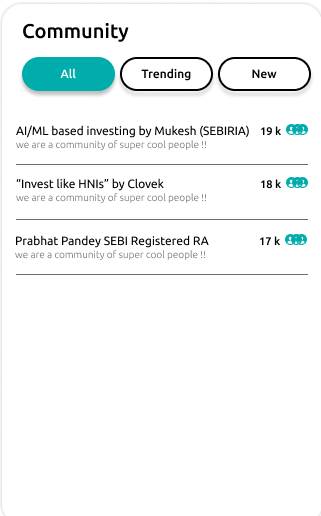 Community
All
Trending
New
AI/ML based investing by Mukesh (SEBIRIA) 19 k
we are a community of super cool people !!
“Invest like HNIs” by Clovek 18 k
we are a community of super cool people !!
Prabhat Pandey SEBI Registered RA 17 k
we are a community of super cool people !!